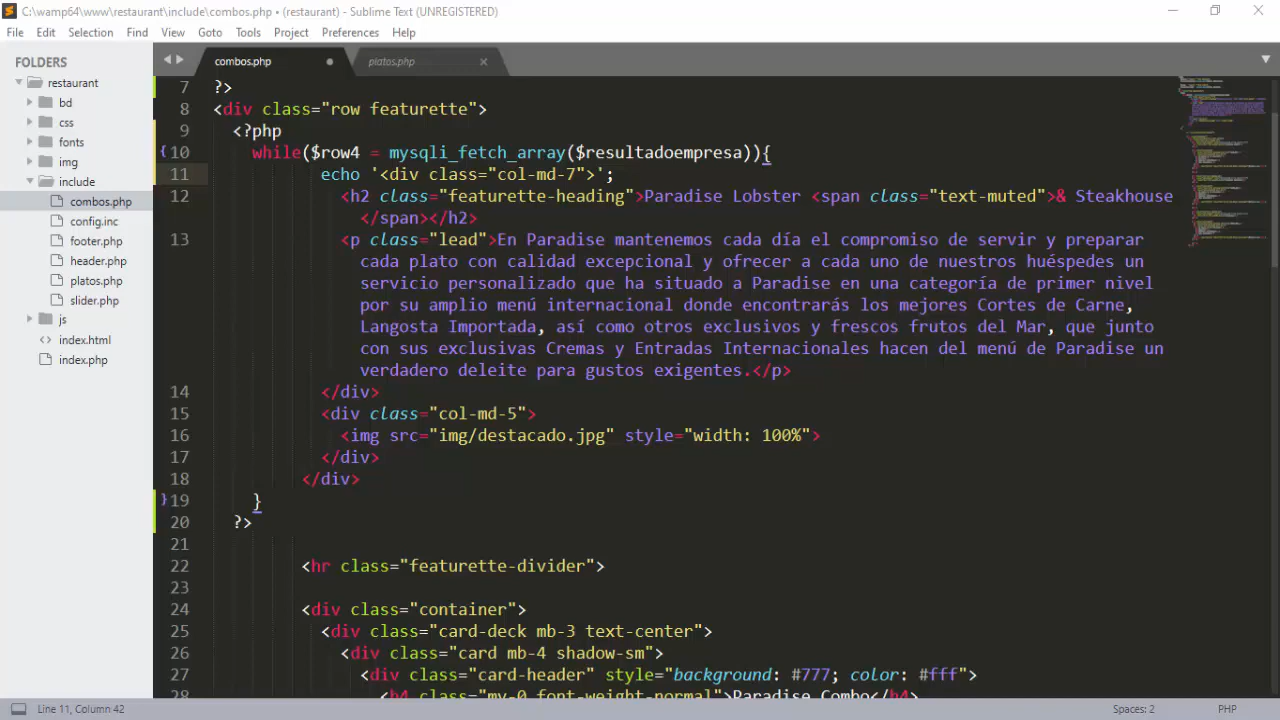 C:\wamp64\www\restaurant\include\combos.php • (restaurant) - Sublime Text (UNREGISTERED)
File Edit Selection Find View Goto Tools Project Preferences Help
FOLDERS
restaurant
bd
css
fonts
img
include
combos.php
config.inc
footer.php
header.php
platos.php
slider.php
js
index.html
index.php
combos.php
platos.php
7 ?>
8 <div class="row featurette">
9 <?php
10 while($row4 = mysqli_fetch_array($resultadoempresa)){
11 echo '<div class="col-md-7">';
12 <h2 class="featurette-heading">Paradise Lobster <span class="text-muted">& Steakhouse
</span></h2>
13 <p class="lead">En Paradise mantenemos cada día el compromiso de servir y preparar
cada plato con calidad excepcional y ofrecer a cada uno de nuestros huéspedes un
servicio personalizado que ha situado a Paradise en una categoría de primer nivel
por su amplio menú internacional donde encontrarás los mejores Cortes de Carne,
Langosta Importada, así como otros exclusivos y frescos frutos del Mar, que junto
con sus exclusivas Cremas y Entradas Internacionales hacen del menú de Paradise un
verdadero deleite para gustos exigentes.</p>
14 </div>
15 <div class="col-md-5">
16 <img src="img/destacado.jpg" style="width: 100%">
17 </div>
18 </div>
19 }
20 ?>
21
22 <hr class="featurette-divider">
23
24 <div class="container">
25 <div class="card-deck mb-3 text-center">
26 <div class="card mb-4 shadow-sm">
27 <div class="card-header" style="background: #777; color: #fff">
28 <h4 class="my-0 font-weight-normal">Paradise Combo</h4>
Line 11, Column 42
Spaces: 2
PHP